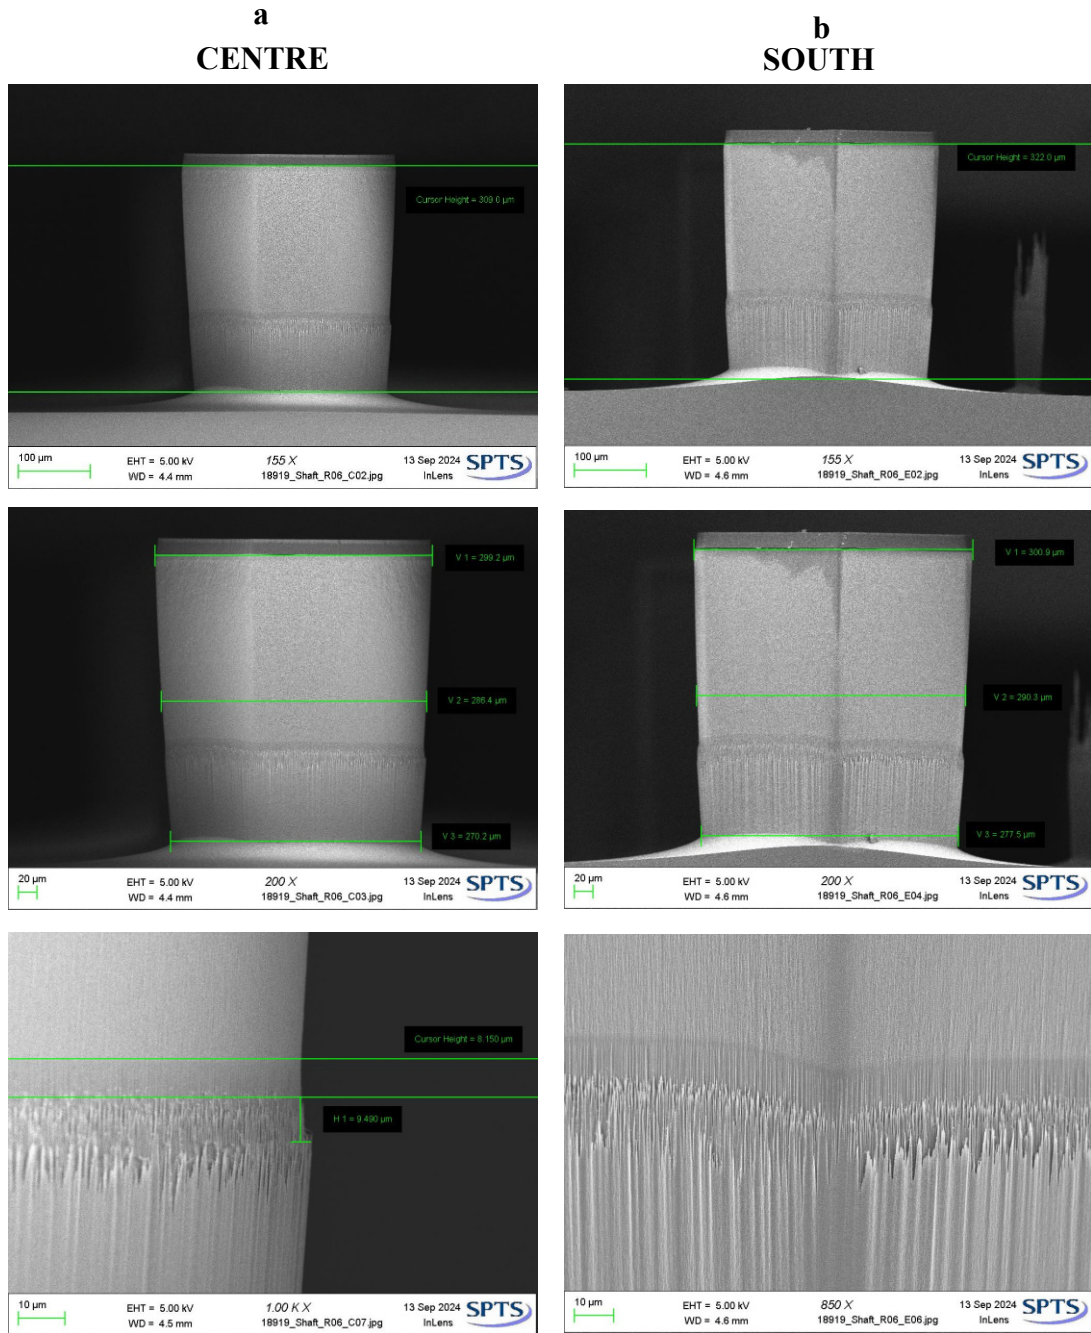 a
CENTRE
b
SOUTH
Cursor Height = 309.0 µm
100 µm
EHT = 5.00 kV
WD = 4.4 mm
155 X
18919_Shaft_R06_C02.jpg
13 Sep 2024
InLens
SPTS
Cursor Height = 322.0 µm
100 µm
EHT = 5.00 kV
WD = 4.6 mm
155 X
18919_Shaft_R06_E02.jpg
13 Sep 2024
InLens
SPTS
V 1 = 299.2 µm
V 2 = 286.4 µm
V 3 = 270.2 µm
20 µm
EHT = 5.00 kV
WD = 4.4 mm
200 X
18919_Shaft_R06_C03.jpg
13 Sep 2024
InLens
SPTS
V 1 = 300.9 µm
V 2 = 290.3 µm
V 3 = 277.5 µm
20 µm
EHT = 5.00 kV
WD = 4.6 mm
200 X
18919_Shaft_R06_E04.jpg
13 Sep 2024
InLens
SPTS
Cursor Height = 8.150 µm
H 1 = 9.490 µm
10 µm
EHT = 5.00 kV
WD = 4.5 mm
1.00 K X
18919_Shaft_R06_C07.jpg
13 Sep 2024
InLens
SPTS
10 µm
EHT = 5.00 kV
WD = 4.6 mm
850 X
18919_Shaft_R06_E06.jpg
13 Sep 2024
InLens
SPTS